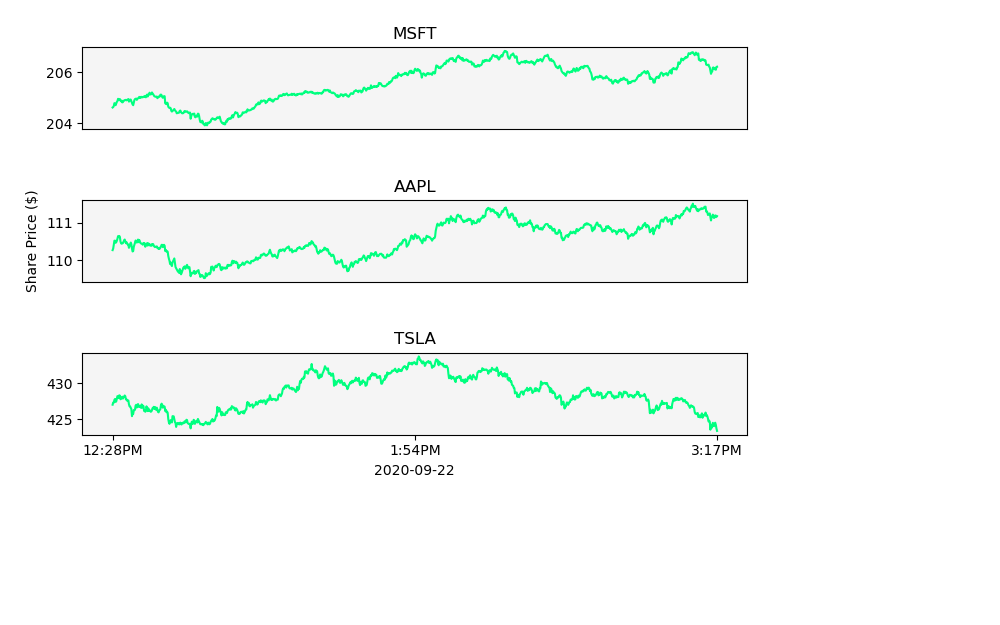 MSFT
206
204
AAPL
Share Price ($)
111
110
TSLA
430
425
12:28PM 1:54PM 3:17PM
2020-09-22